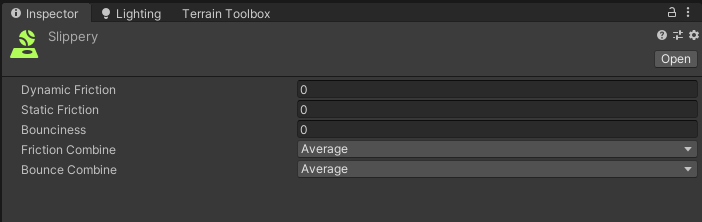 Inspector Lighting Terrain Toolbox
Slippery
Open
Dynamic Friction 0
Static Friction 0
Bounciness 0
Friction Combine Average
Bounce Combine Average